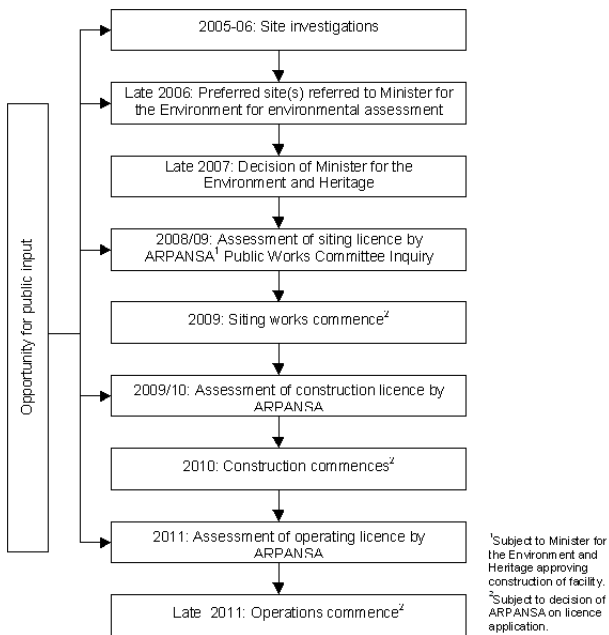 2005-06: Site investigations
Late 2006: Preferred site(s) referred to Minister for
the Environment for environmental assessment
Late 2007: Decision of Minister for the
Environment and Heritage
2008/09: Assessment of siting licence by
ARPANSA¹ Public Works Committee Inquiry
2009: Siting works commence²
2009/10: Assessment of construction licence by
ARPANSA
2010: Construction commences²
2011: Assessment of operating licence by
ARPANSA
Late 2011: Operations commence²
Opportunity for public input
¹Subject to Minister for
the Environment and
Heritage approving
construction of facility.
²Subject to decision of
ARPANSA on licence
application.